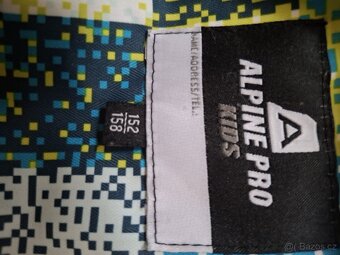 ALPINE PRO
KIDS
NAME/ADDRESS/TEL.:
152
158
bazos.cz